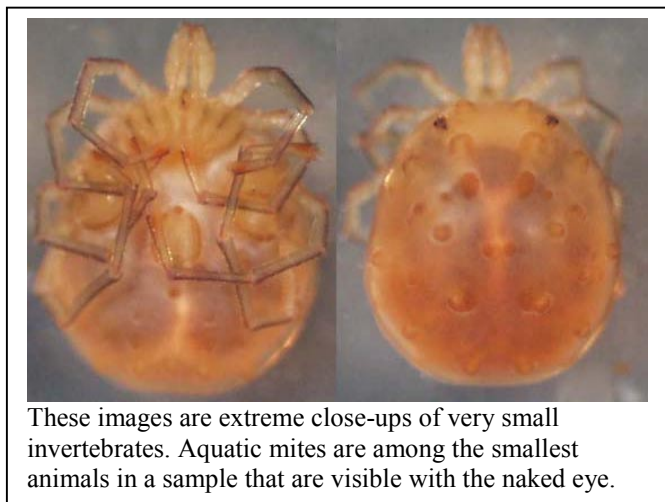 These images are extreme close-ups of very small
invertebrates. Aquatic mites are among the smallest
animals in a sample that are visible with the naked eye.